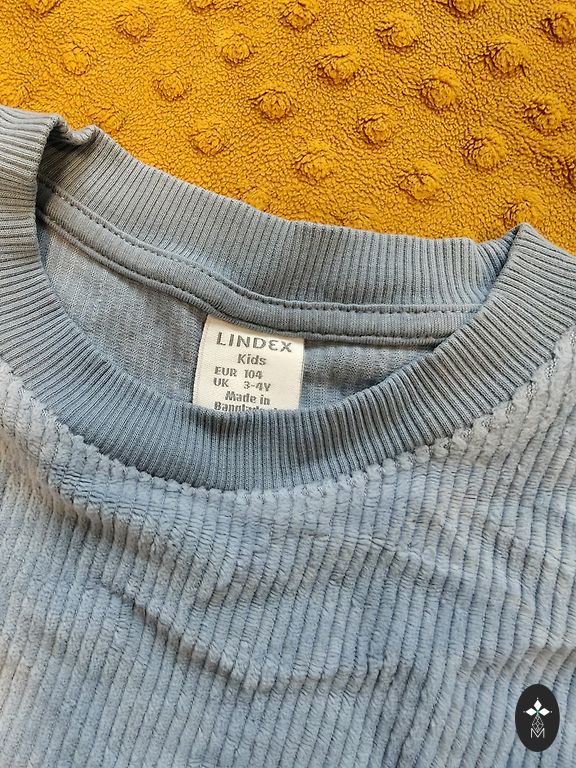 LINDEX
Kids
EUR 104
UK 3-4Y
Made in